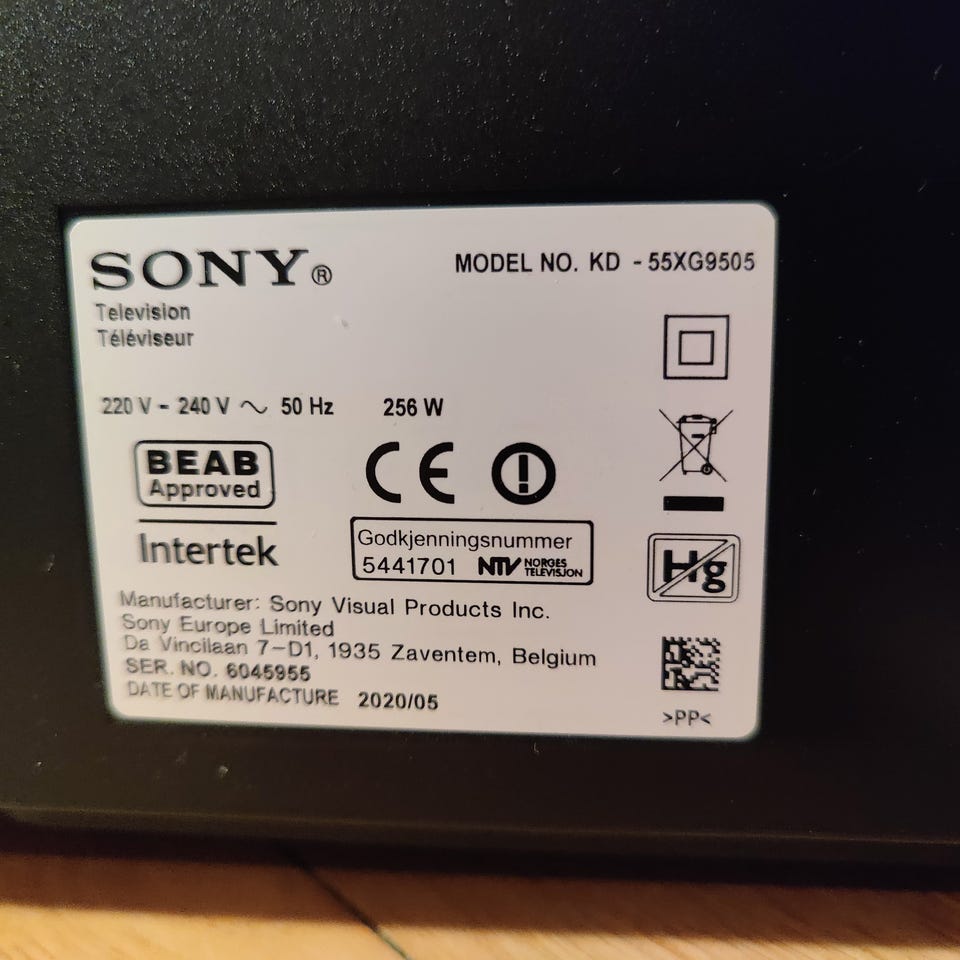 SONY®
MODEL NO. KD - 55XG9505
Television
Téléviseur
220 V - 240 V ~ 50 Hz 256 W
BEAB
Approved
Intertek
CE
Godkjenningsnummer
5441701 NTV NORGES TELEVISJON
Hg
Manufacturer: Sony Visual Products Inc.
Sony Europe Limited
Da Vincilaan 7-D1, 1935 Zaventem, Belgium
SER. NO. 6045955
DATE OF MANUFACTURE 2020/05
>PP<